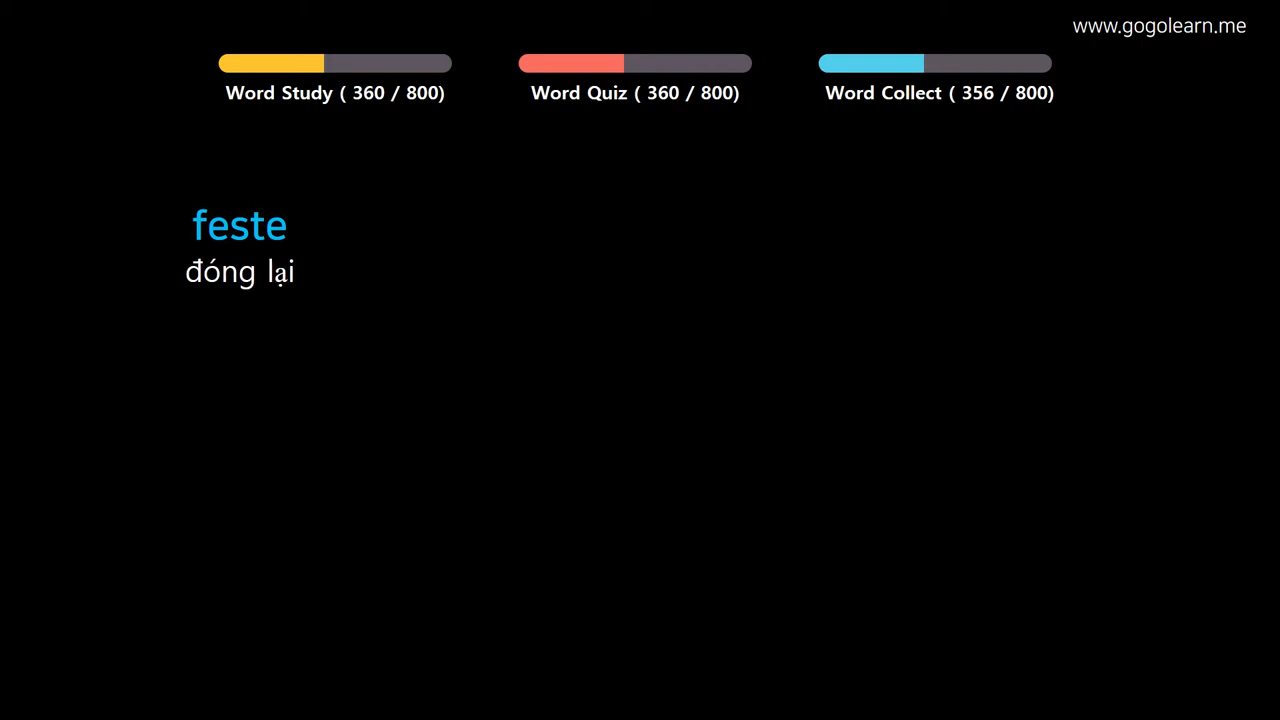 www.gogolearn.me
Word Study ( 360 / 800)
Word Quiz ( 360 / 800)
Word Collect ( 356 / 800)
feste
đóng lại